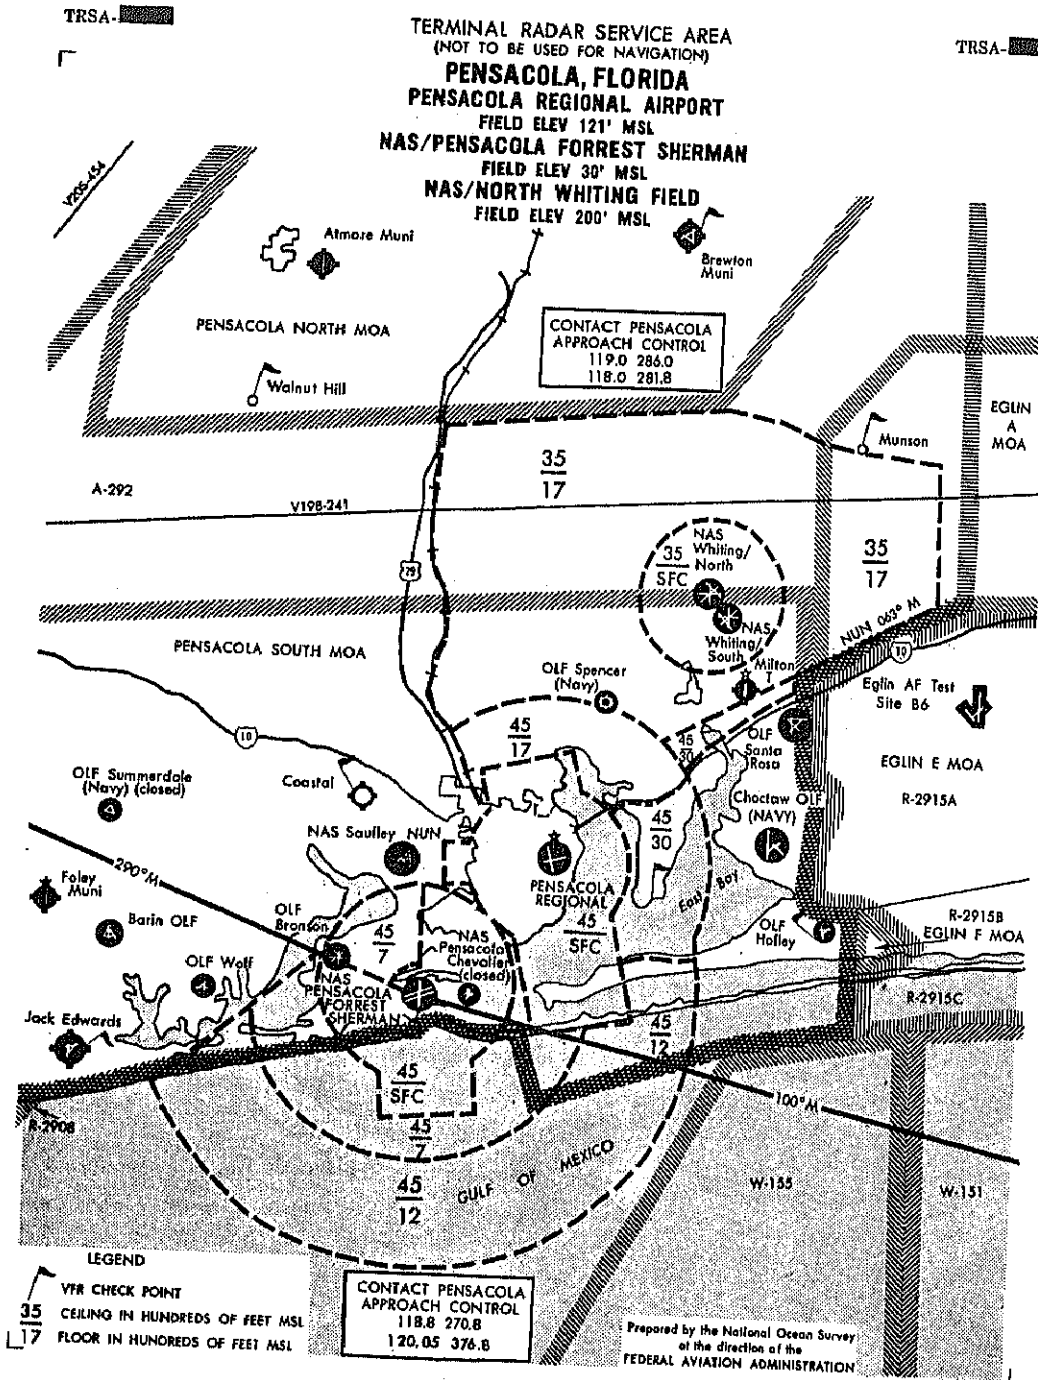 TRSA-
TRSA-
TERMINAL RADAR SERVICE AREA
(NOT TO BE USED FOR NAVIGATION)
PENSACOLA, FLORIDA
PENSACOLA REGIONAL AIRPORT
FIELD ELEV 121' MSL
NAS/PENSACOLA FORREST SHERMAN
FIELD ELEV 30' MSL
NAS/NORTH WHITING FIELD
FIELD ELEV 200' MSL
V205-454
Atmore Muni
Brewton
Muni
PENSACOLA NORTH MOA
CONTACT PENSACOLA
APPROACH CONTROL
119.0 286.0
118.0 281.8
Walnut Hill
EGLIN
A
MOA
Munson
35
17
A-292
V198-241
NAS
Whiting/
North
35
SFC
35
17
29
NAS
Whiting/
South
NUN 063° M
10
PENSACOLA SOUTH MOA
Milton
T
OLF Spencer
(Navy)
Eglin AF Test
Site B6
10
45
17
45
30
OLF
Santa
Rosa
EGLIN E MOA
R-2915A
OLF Summerdale
(Navy) (closed)
Coastal
Choctaw OLF
(NAVY)
NAS Saufley NUN
45
30
290°M
Foley
Muni
PENSACOLA
REGIONAL
East Bay
Barin OLF
OLF
Bronson
45
7
45
SFC
OLF
Holley
R-2915B
EGLIN F MOA
NAS
Pensacola/
Chevalier
(closed)
OLF Wolf
NAS
PENSACOLA
FORREST
SHERMAN
R-2915C
Jack Edwards
45
12
45
SFC
100°M
R-2908
45
7
GULF OF MEXICO
45
12
W-155
W-151
LEGEND
VFR CHECK POINT
35 CEILING IN HUNDREDS OF FEET MSL
17 FLOOR IN HUNDREDS OF FEET MSL
CONTACT PENSACOLA
APPROACH CONTROL
118.8 270.8
120.05 376.8
Prepared by the National Ocean Survey
at the direction of the
FEDERAL AVIATION ADMINISTRATION